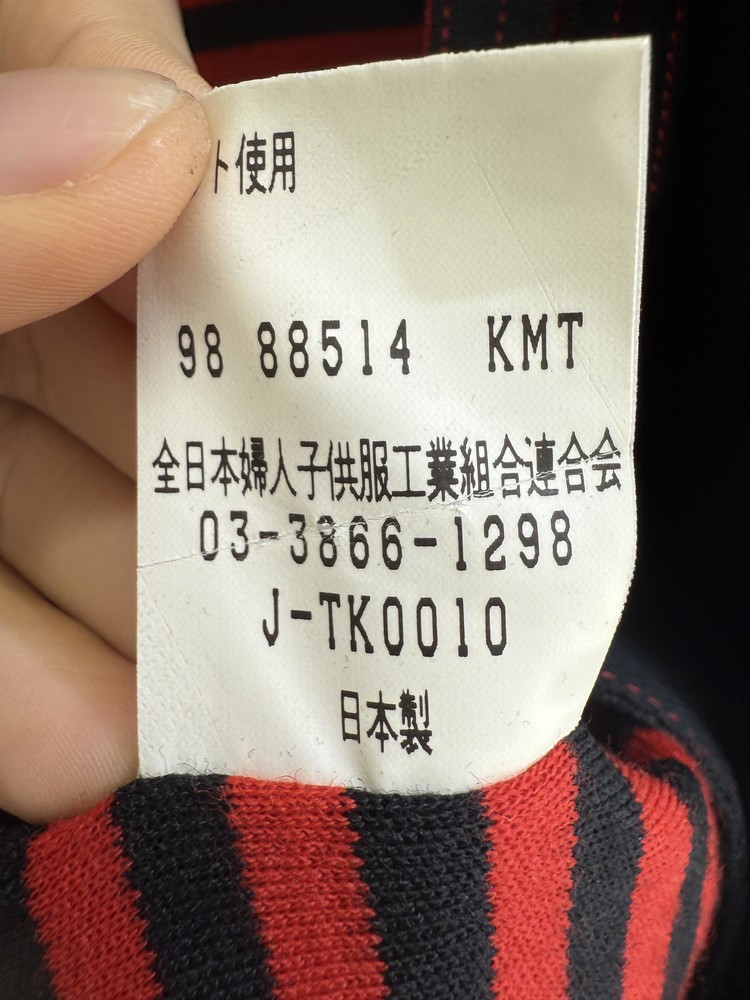 ト使用
98 88514 KMT
全日本婦人子供服工業組合連合会
03-3866-1298
J-TK0010
日本製